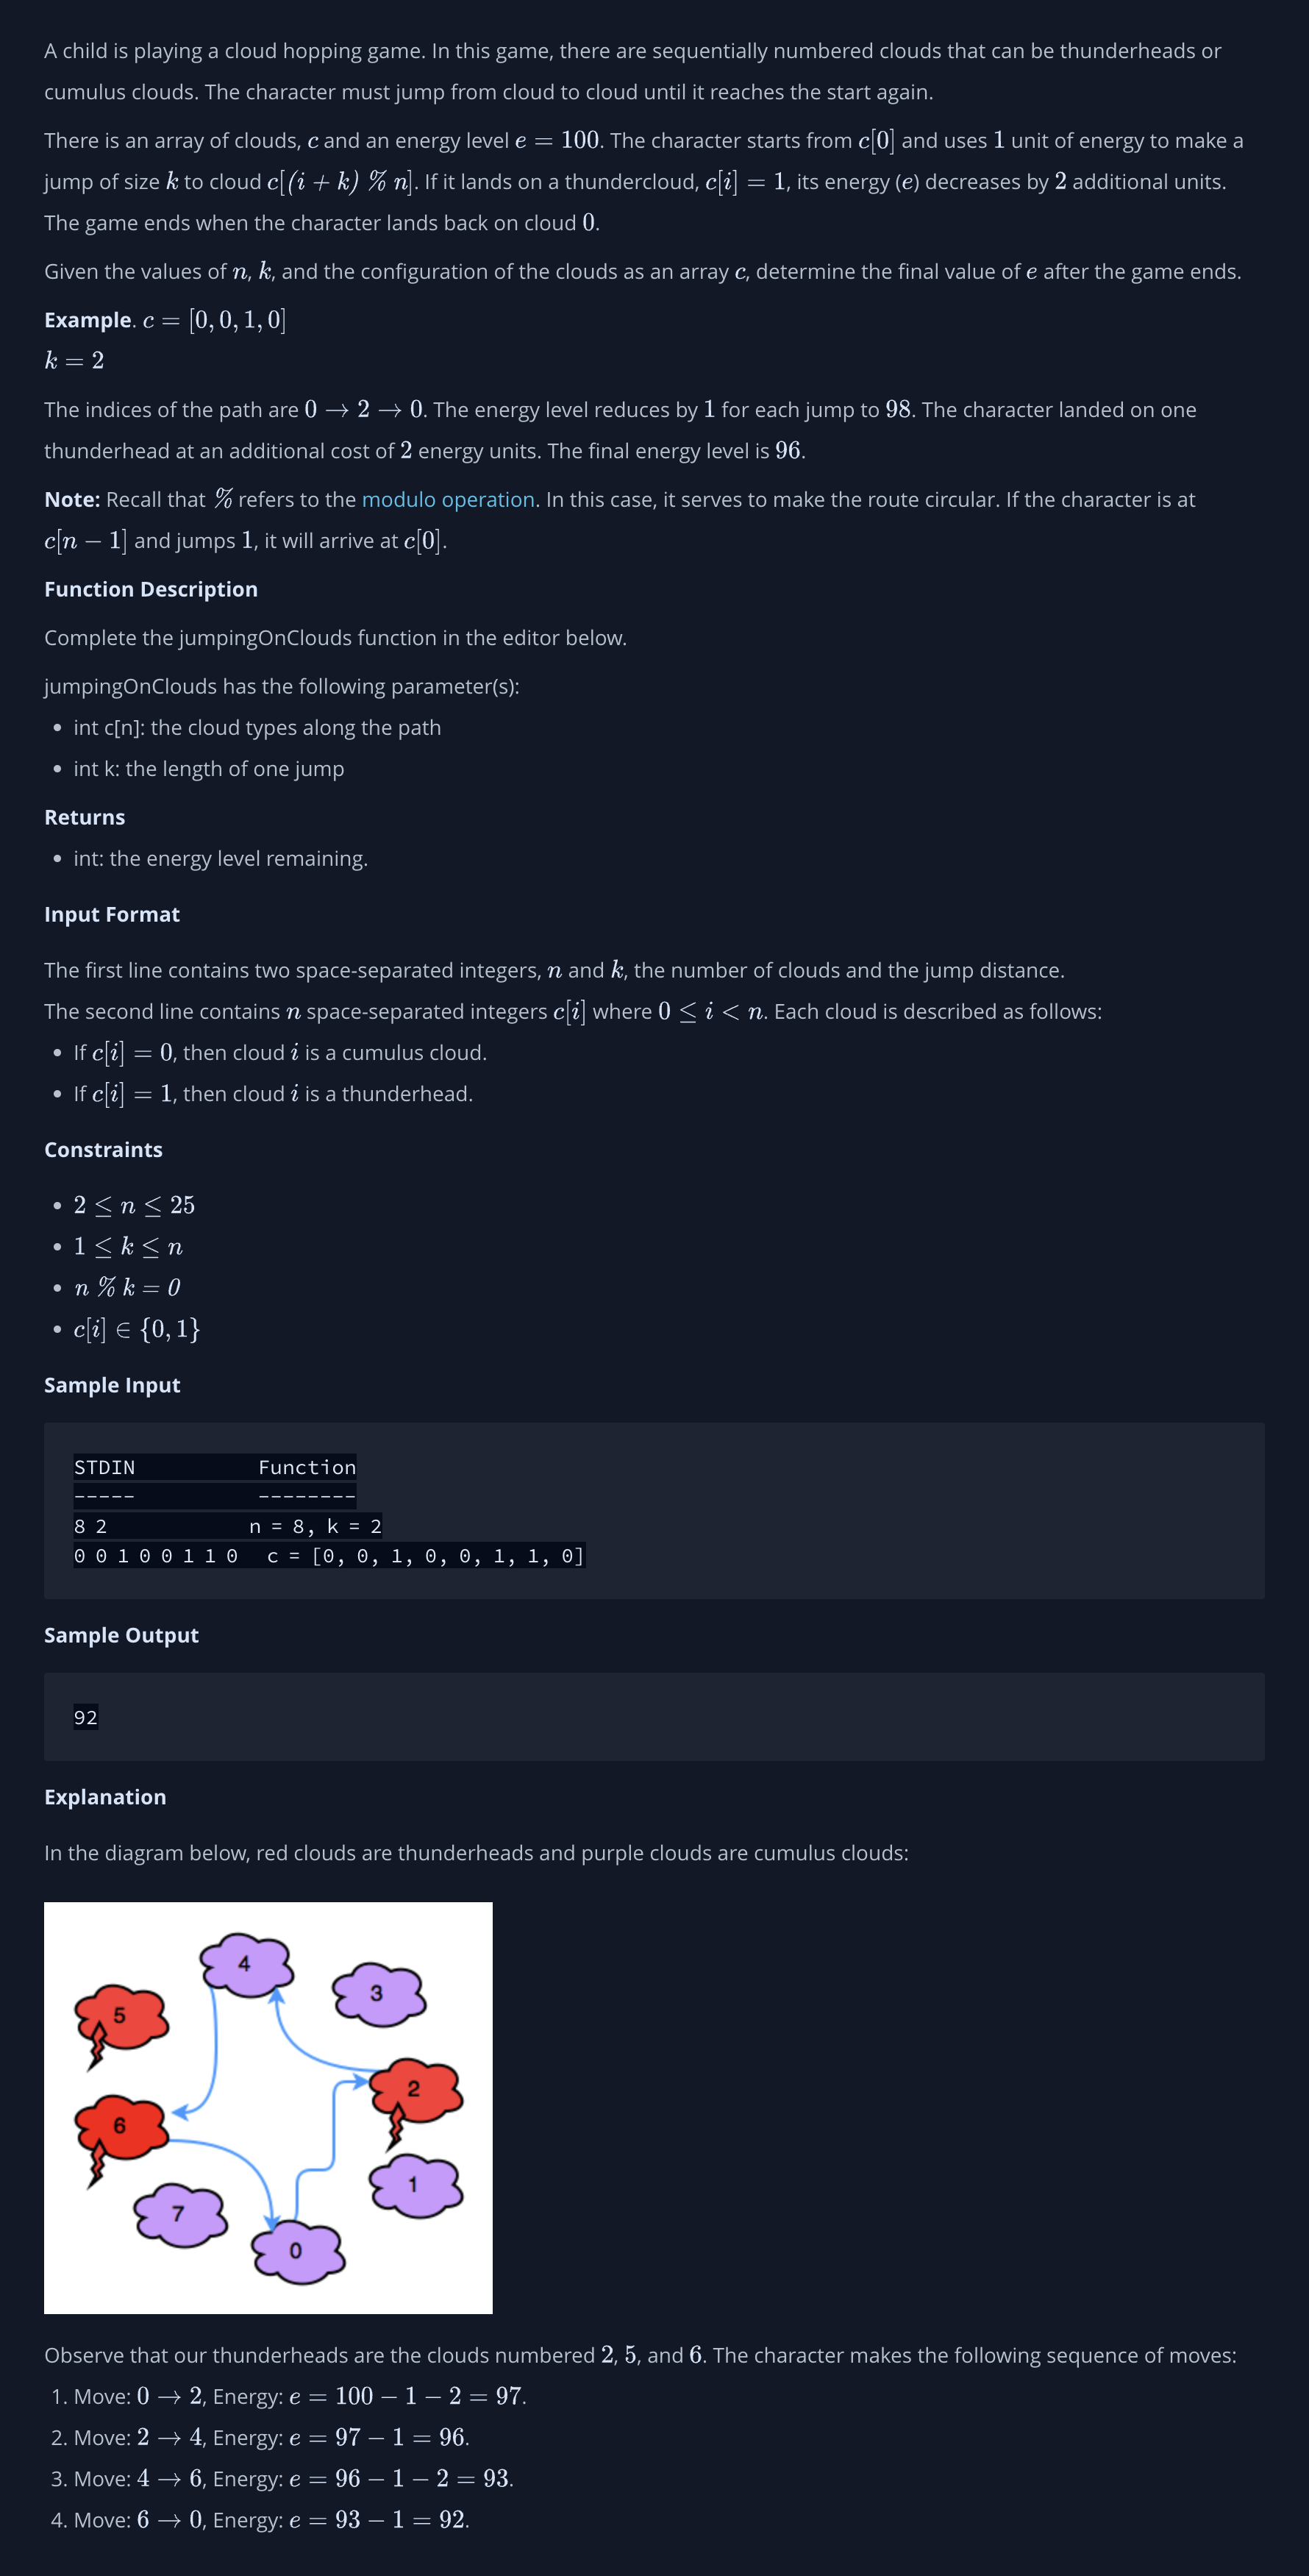 A child is playing a cloud hopping game. In this game, there are sequentially numbered clouds that can be thunderheads or
cumulus clouds. The character must jump from cloud to cloud until it reaches the start again.
There is an array of clouds, c and an energy level e = 100. The character starts from c[0] and uses 1 unit of energy to make a
jump of size k to cloud c[(i + k) % n]. If it lands on a thundercloud, c[i] = 1, its energy (e) decreases by 2 additional units.
The game ends when the character lands back on cloud 0.
Given the values of n, k, and the configuration of the clouds as an array c, determine the final value of e after the game ends.
Example. c = [0, 0, 1, 0]
k = 2
The indices of the path are 0 → 2 → 0. The energy level reduces by 1 for each jump to 98. The character landed on one
thunderhead at an additional cost of 2 energy units. The final energy level is 96.
Note: Recall that % refers to the modulo operation. In this case, it serves to make the route circular. If the character is at
c[n − 1] and jumps 1, it will arrive at c[0].
Function Description
Complete the jumpingOnClouds function in the editor below.
jumpingOnClouds has the following parameter(s):
• int c[n]: the cloud types along the path
• int k: the length of one jump
Returns
• int: the energy level remaining.
Input Format
The first line contains two space-separated integers, n and k, the number of clouds and the jump distance.
The second line contains n space-separated integers c[i] where 0 ≤ i < n. Each cloud is described as follows:
• If c[i] = 0, then cloud i is a cumulus cloud.
• If c[i] = 1, then cloud i is a thunderhead.
Constraints
• 2 ≤ n ≤ 25
• 1 ≤ k ≤ n
• n % k = 0
• c[i] ∈ {0, 1}
Sample Input
STDIN Function
----- --------
8 2 n = 8, k = 2
0 0 1 0 0 1 1 0 c = [0, 0, 1, 0, 0, 1, 1, 0]
Sample Output
92
Explanation
In the diagram below, red clouds are thunderheads and purple clouds are cumulus clouds:
4
3
5
2
6
1
7
0
Observe that our thunderheads are the clouds numbered 2, 5, and 6. The character makes the following sequence of moves:
1. Move: 0 → 2, Energy: e = 100 − 1 − 2 = 97.
2. Move: 2 → 4, Energy: e = 97 − 1 = 96.
3. Move: 4 → 6, Energy: e = 96 − 1 − 2 = 93.
4. Move: 6 → 0, Energy: e = 93 − 1 = 92.